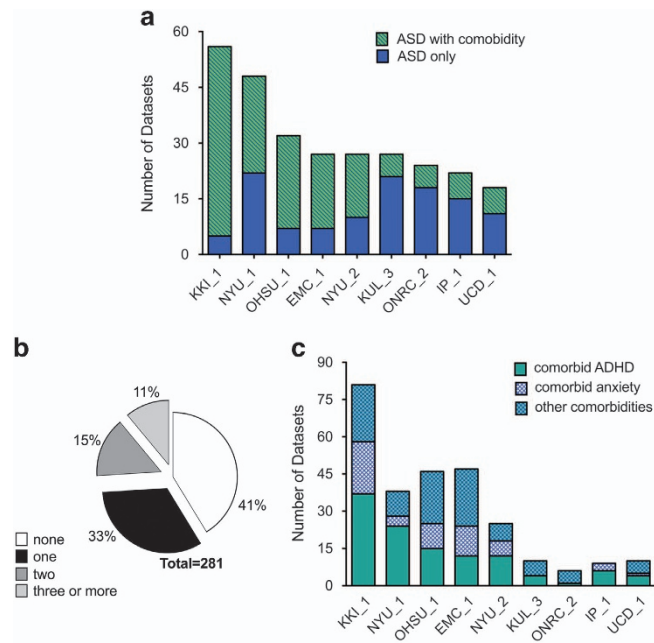 a
ASD with comobidity
ASD only
Number of Datasets
60
45
30
15
0
KKI_1
NYU_1
OHSU_1
EMC_1
NYU_2
KUL_3
ONRC_2
IP_1
UCD_1
b
11%
15%
41%
33%
Total=281
none
one
two
three or more
c
comorbid ADHD
comorbid anxiety
other comorbidities
Number of Datasets
90
75
60
45
30
15
0
KKI_1
NYU_1
OHSU_1
EMC_1
NYU_2
KUL_3
ONRC_2
IP_1
UCD_1